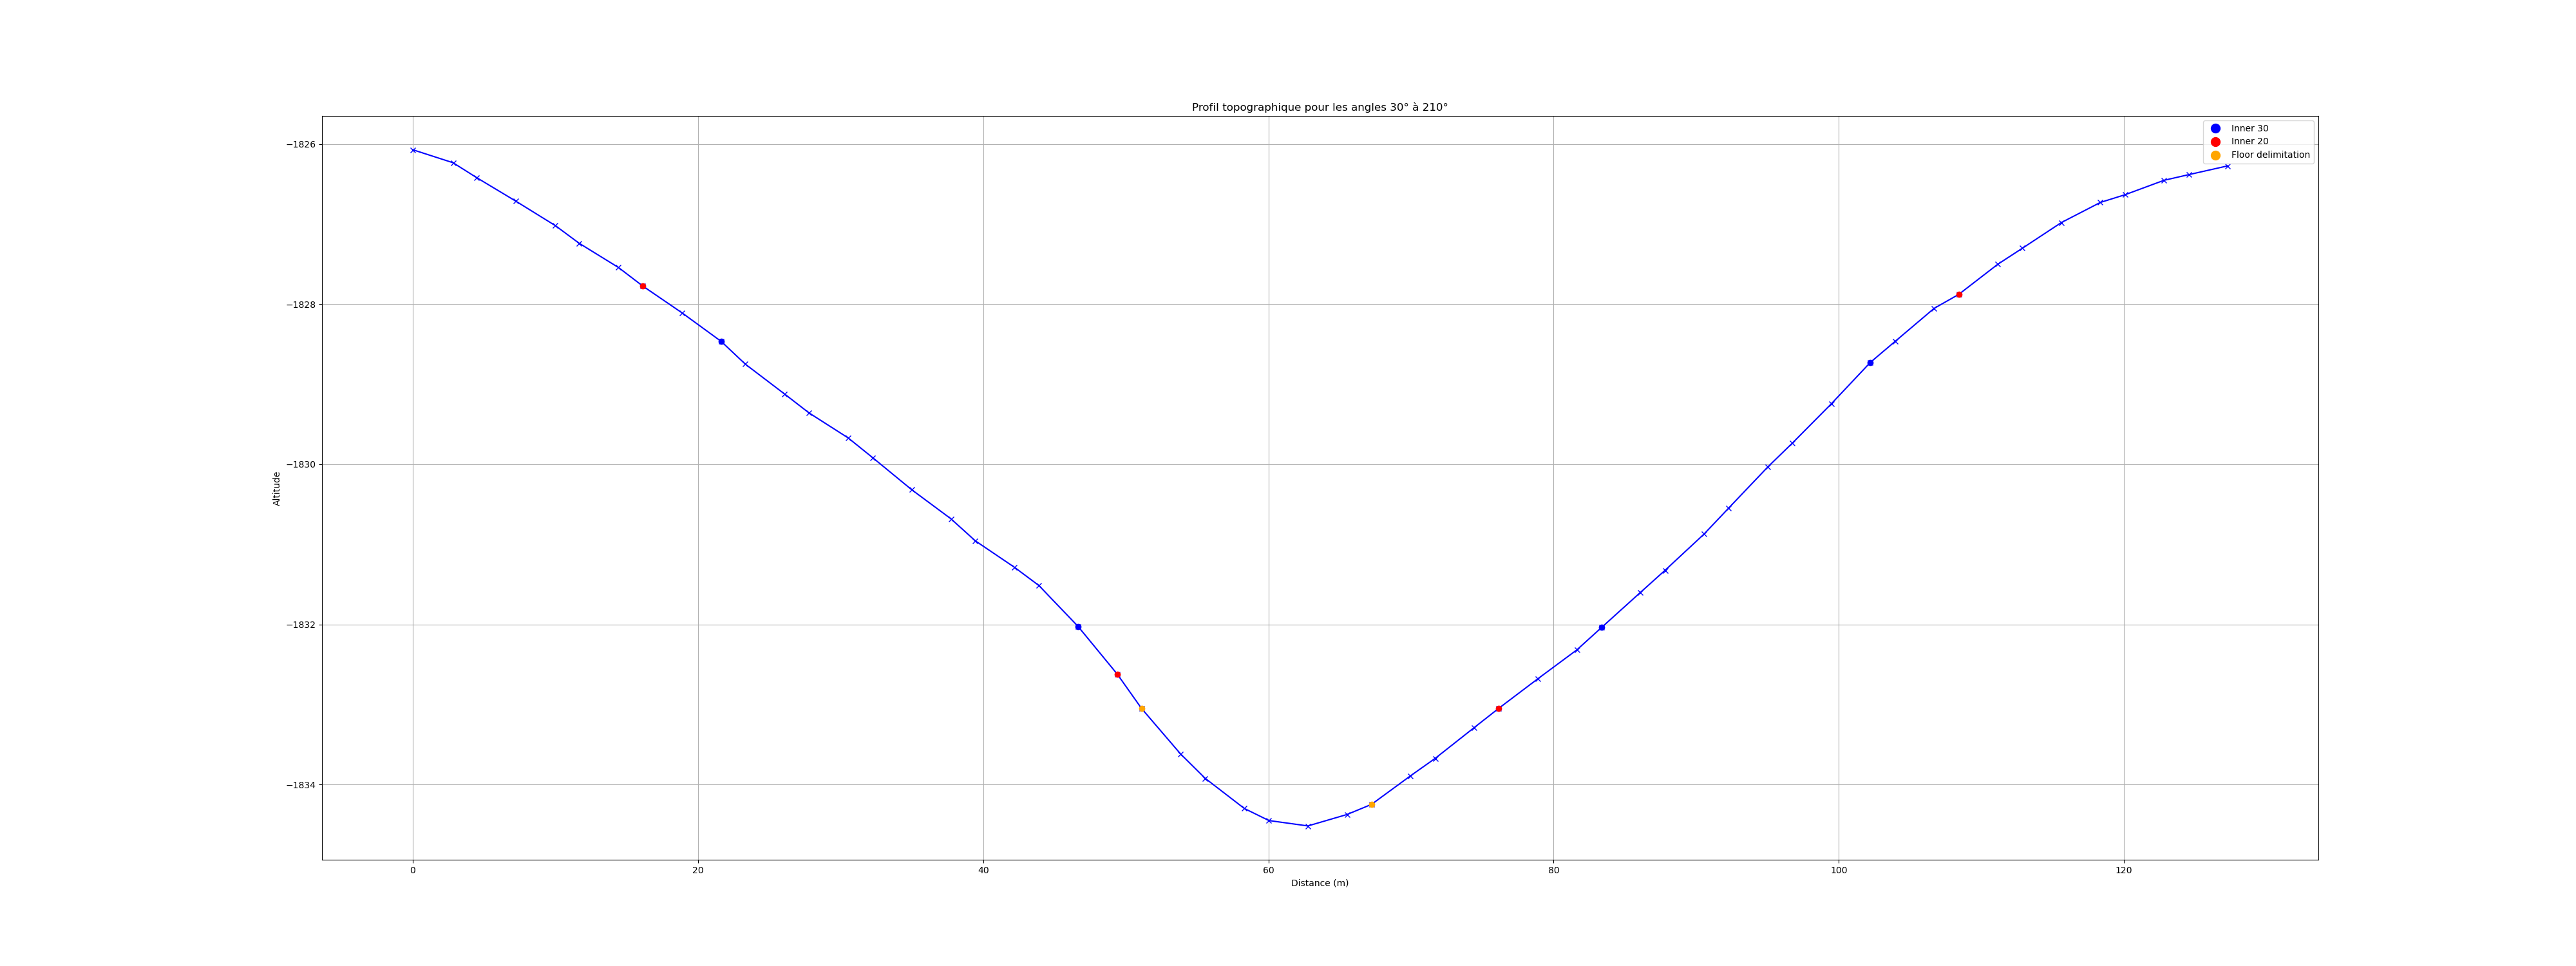 Profil topographique pour les angles 30° à 210°
Inner 30
Inner 20
Floor delimitation
−1826
−1828
−1830
−1832
−1834
Altitude
0 20 40 60 80 100 120
Distance (m)